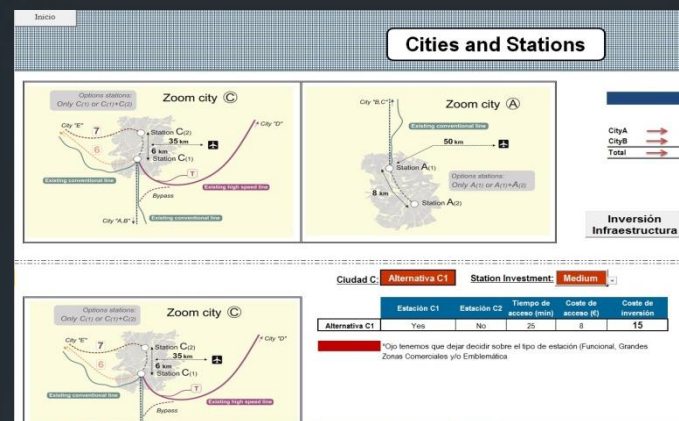 Inicio
Cities and Stations
Options stations:
Only C(1) or C(1)+C(2)
Zoom city C
City "E"
7
Station C(2)
35 km
City "D"
6
6 km
Station C(1)
T
Existing conventional line
Existing high speed line
Bypass
City "A,B"
Existing conventional line
City "B,C"
Zoom city A
Existing conventional line
50 km
Station A(1)
Options stations:
Only A(1) or A(1)+A(2)
8 km
Station A(2)
CityA
CityB
Total
Inversión
Infraestructura
Ciudad C: Alternativa C1 Station Investment: Medium
Estación C1 Estación C2 Tiempo de acceso (min) Coste de acceso (€) Coste de inversión
Alternativa C1 Yes No 25 8 15
*Ojo tenemos que dejar decidir sobre el tipo de estación (Funcional, Grandes
Zonas Comerciales y/o Emblemática
Options stations:
Only C(1) or C(1)+C(2)
Zoom city C
City "E"
7
Station C(2)
35 km
City "D"
6
6 km
Station C(1)
T
Existing conventional line
Existing high speed line
Bypass